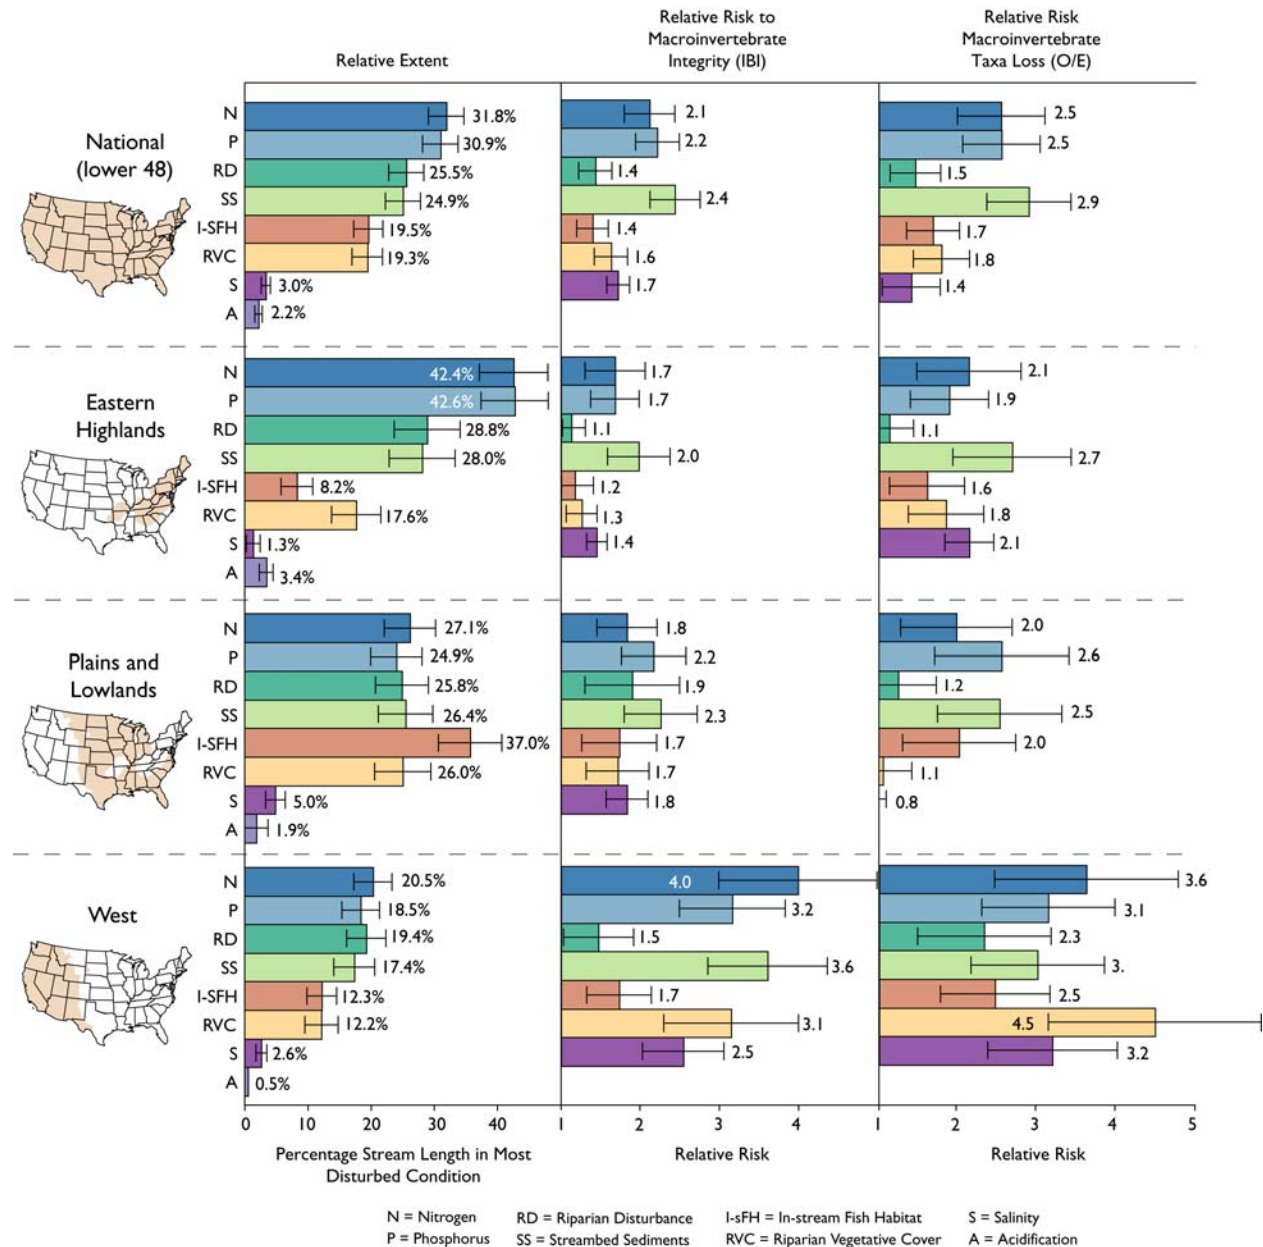 Relative Extent
Relative Risk to
Macroinvertebrate
Integrity (IBI)
Relative Risk
Macroinvertebrate
Taxa Loss (O/E)
National
(lower 48)
N 31.8% 2.1 2.5
P 30.9% 2.2 2.5
RD 25.5% 1.4 1.5
SS 24.9% 2.4 2.9
I-SFH 19.5% 1.4 1.7
RVC 19.3% 1.6 1.8
S 3.0% 1.7 1.4
A 2.2%
Eastern
Highlands
N 42.4% 1.7 2.1
P 42.6% 1.7 1.9
RD 28.8% 1.1 1.1
SS 28.0% 2.0 2.7
I-SFH 8.2% 1.2 1.6
RVC 17.6% 1.3 1.8
S 1.3% 1.4 2.1
A 3.4%
Plains and
Lowlands
N 27.1% 1.8 2.0
P 24.9% 2.2 2.6
RD 25.8% 1.9 1.2
SS 26.4% 2.3 2.5
I-SFH 37.0% 1.7 2.0
RVC 26.0% 1.7 1.1
S 5.0% 1.8 0.8
A 1.9%
West
N 20.5% 4.0 3.6
P 18.5% 3.2 3.1
RD 19.4% 1.5 2.3
SS 17.4% 3.6 3.
I-SFH 12.3% 1.7 2.5
RVC 12.2% 3.1 4.5
S 2.6% 2.5 3.2
A 0.5%
0 10 20 30 40 1 2 3 4 1 2 3 4 5
Percentage Stream Length in Most
Disturbed Condition
Relative Risk
Relative Risk
N = Nitrogen RD = Riparian Disturbance I-sFH = In-stream Fish Habitat S = Salinity
P = Phosphorus SS = Streambed Sediments RVC = Riparian Vegetative Cover A = Acidification